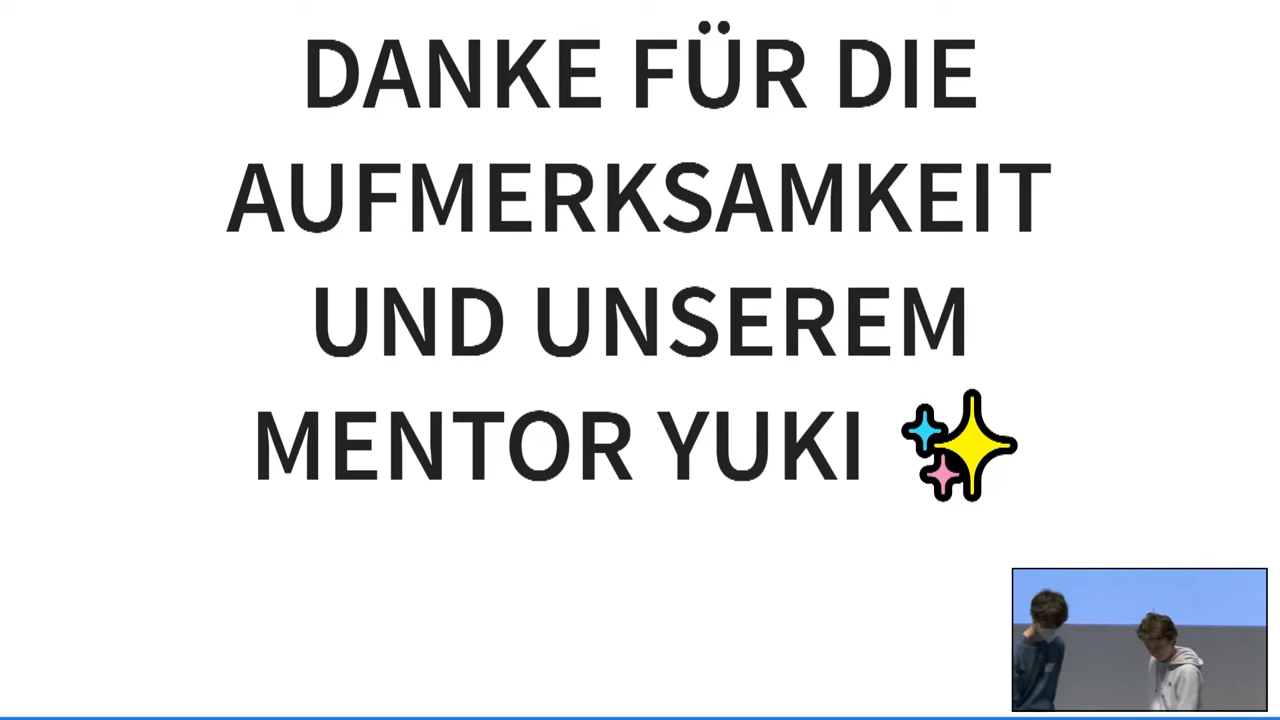 DANKE FÜR DIE
AUFMERKSAMKEIT
UND UNSEREM
MENTOR YUKI ✨